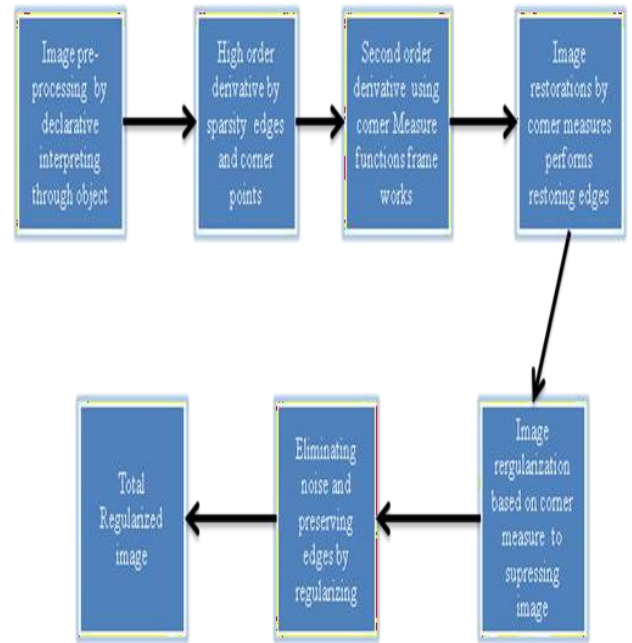 Image pre-
processing by
declarative
interpreting
through object
High order
derivative by
sparsity edges
and corner
points
Second order
derivative using
corner Measure
functions frame
works
Image
restorations by
corner measures
performs
restoring edges
Image
rergularization
based on corner
measure to
supressing
image
Eliminating
noise and
preserving
edges by
regularizing
Total
Regularized
image